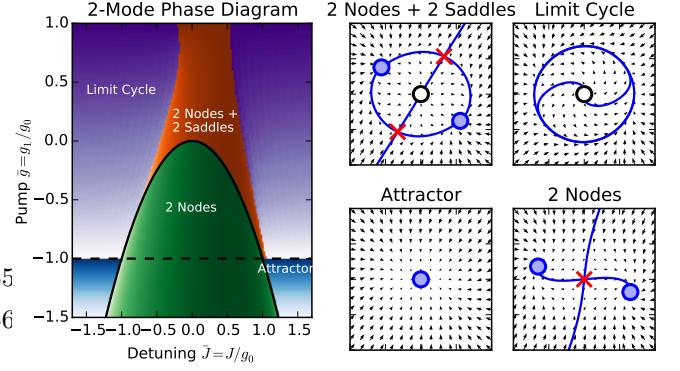 2-Mode Phase Diagram
2 Nodes + 2 Saddles
Limit Cycle
1.0
0.5
0.0
−0.5
−1.0
−1.5
Pump ḡ=g₁/g₀
Limit Cycle
2 Nodes +
2 Saddles
2 Nodes
Attractor
−1.5
−1.0
−0.5
0.0
0.5
1.0
1.5
Detuning J̄=J/g₀
Attractor
2 Nodes